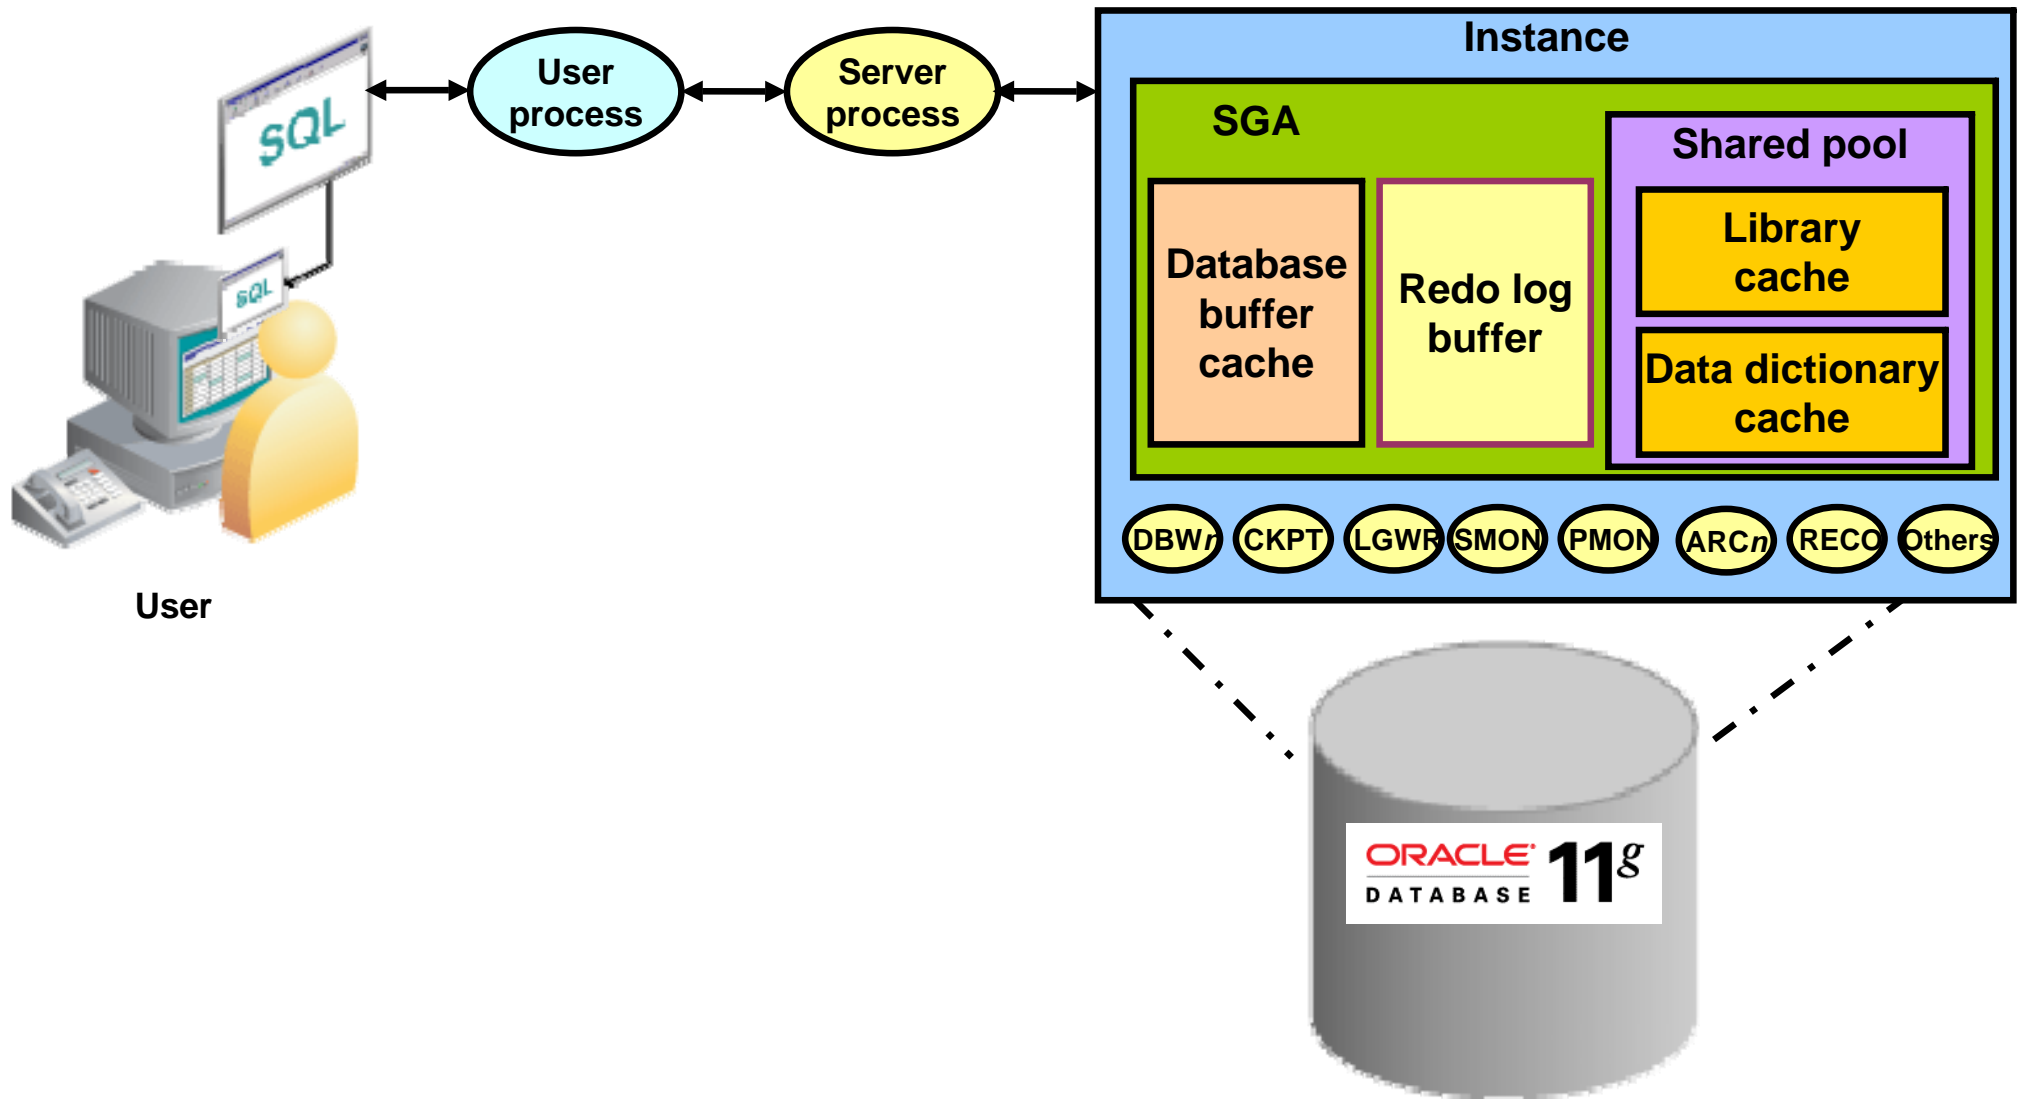 Instance
User
process
Server
process
SGA
Shared pool
SQL
Library
cache
Database
buffer
cache
Redo log
buffer
SQL
Data dictionary
cache
DBWn
CKPT
LGWR
SMON
PMON
ARCn
RECO
Others
User
ORACLE
DATABASE
11g